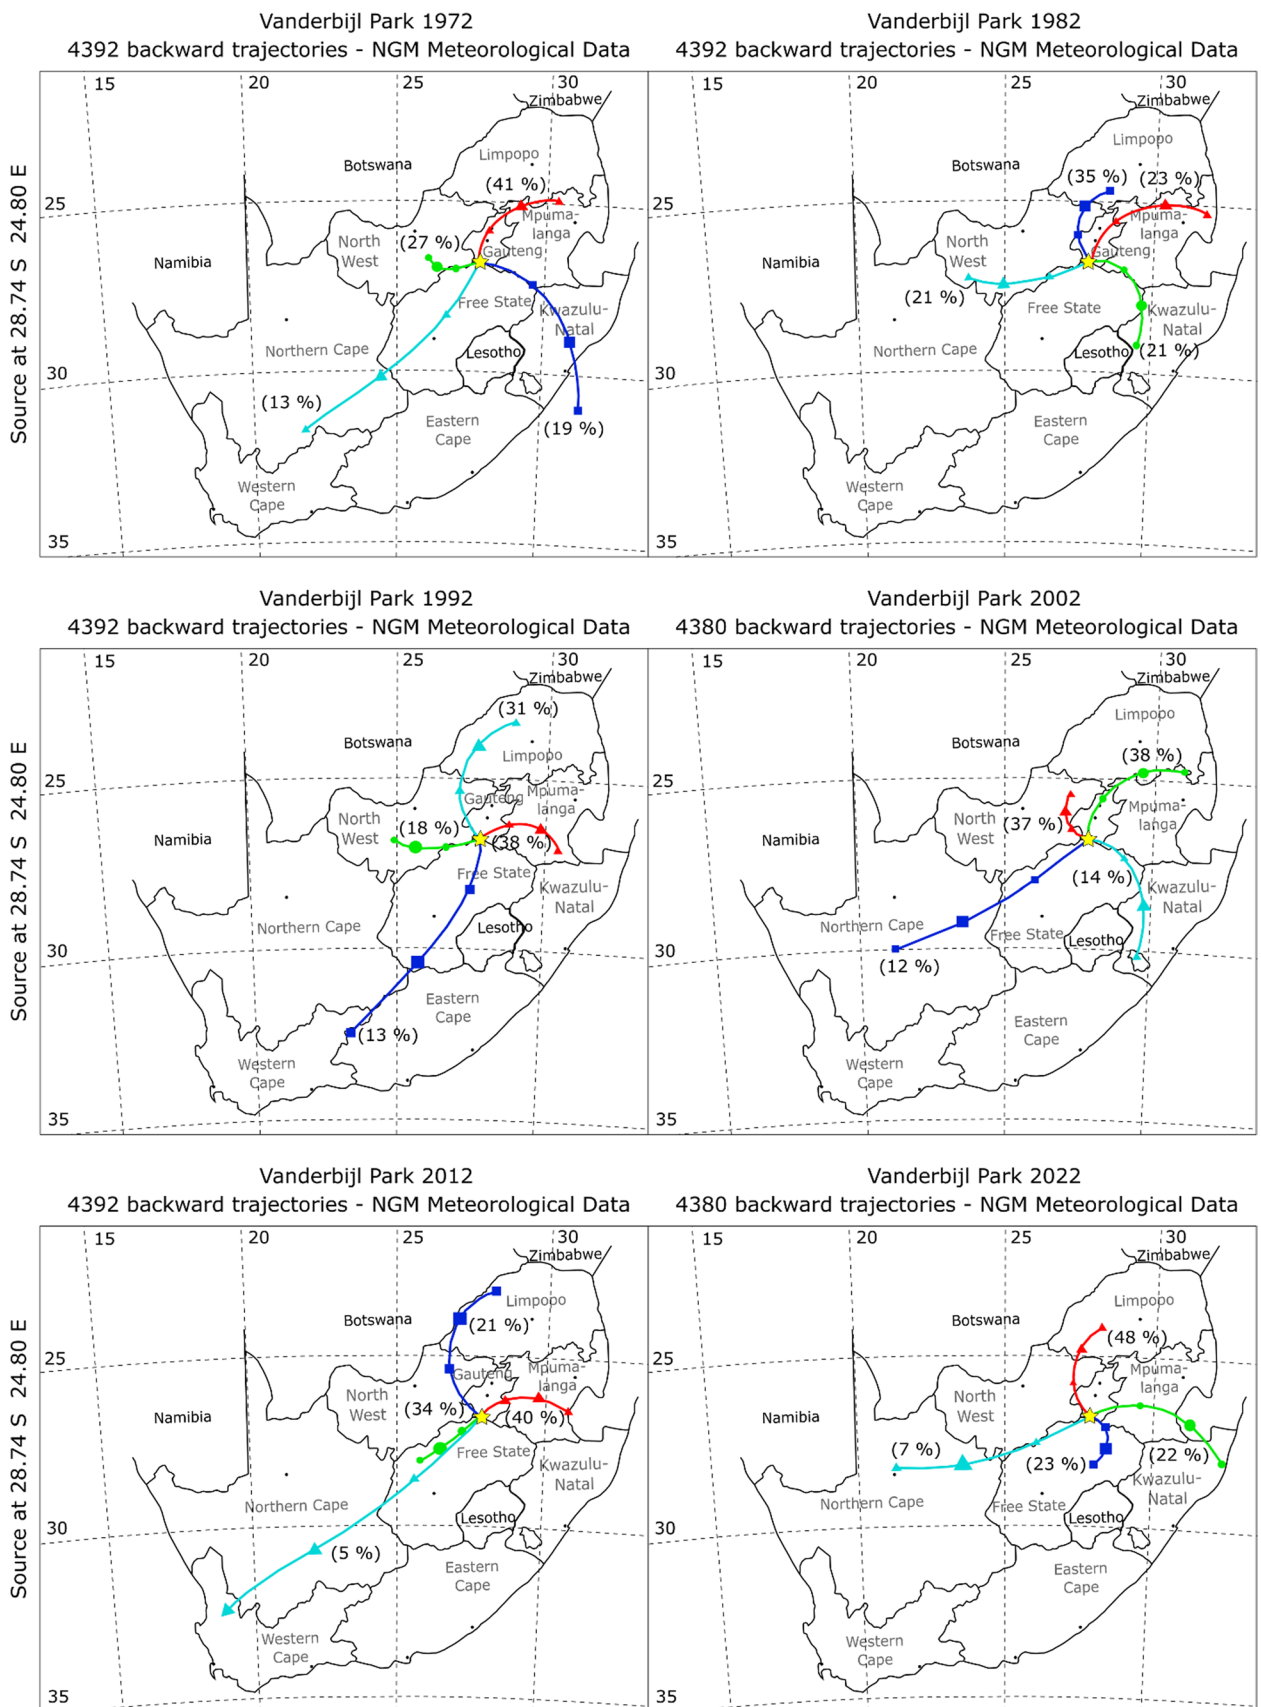 Vanderbijl Park 1972
4392 backward trajectories - NGM Meteorological Data
Source at 28.74 S 24.80 E
15
20
25
30
Zimbabwe
Limpopo
Botswana
(41 %)
25
Mpuma-
langa
North
West
(27 %)
Gauteng
Namibia
Free State
Kwazulu-
Natal
Northern Cape
Lesotho
30
(13 %)
Eastern
Cape
(19 %)
Western
Cape
35
Vanderbijl Park 1982
4392 backward trajectories - NGM Meteorological Data
15
20
25
30
Zimbabwe
Limpopo
Botswana
(35 %)
(23 %)
25
Mpuma-
langa
North
West
Gauteng
Namibia
(21 %)
Free State
Kwazulu-
Natal
Northern Cape
Lesotho
(21 %)
30
Eastern
Cape
Western
Cape
35
Vanderbijl Park 1992
4392 backward trajectories - NGM Meteorological Data
Source at 28.74 S 24.80 E
15
20
25
30
Zimbabwe
(31 %)
Botswana
Limpopo
25
Gauteng
Mpuma-
langa
North
West
(18 %)
Namibia
(38 %)
Free State
Kwazulu-
Natal
Northern Cape
Lesotho
30
Eastern
Cape
(13 %)
Western
Cape
35
Vanderbijl Park 2002
4380 backward trajectories - NGM Meteorological Data
15
20
25
30
Zimbabwe
Limpopo
Botswana
(38 %)
25
Mpuma-
langa
North
West
(37 %)
Namibia
(14 %)
Kwazulu-
Natal
Northern Cape
Free State
Lesotho
30
(12 %)
Eastern
Cape
Western
Cape
35
Vanderbijl Park 2012
4392 backward trajectories - NGM Meteorological Data
Source at 28.74 S 24.80 E
15
20
25
30
Zimbabwe
Limpopo
Botswana
(21 %)
25
Gauteng
Mpuma-
langa
North
West
(34 %)
(40 %)
Namibia
Free State
Kwazulu-
Natal
Northern Cape
Lesotho
30
(5 %)
Eastern
Cape
Western
Cape
35
Vanderbijl Park 2022
4380 backward trajectories - NGM Meteorological Data
15
20
25
30
Zimbabwe
Limpopo
Botswana
(48 %)
25
Mpuma-
langa
North
West
Namibia
(7 %)
(23 %)
(22 %)
Kwazulu-
Natal
Northern Cape
Free State
Lesotho
30
Eastern
Cape
Western
Cape
35